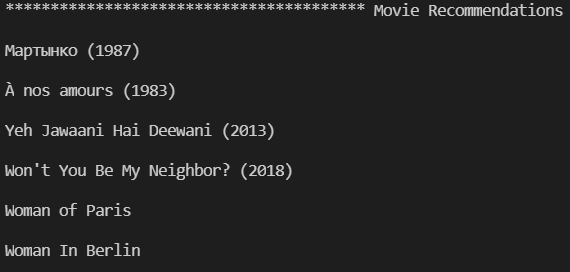 **************************************** Movie Recommendations
Мартынко (1987)
À nos amours (1983)
Yeh Jawaani Hai Deewani (2013)
Won't You Be My Neighbor? (2018)
Woman of Paris
Woman In Berlin